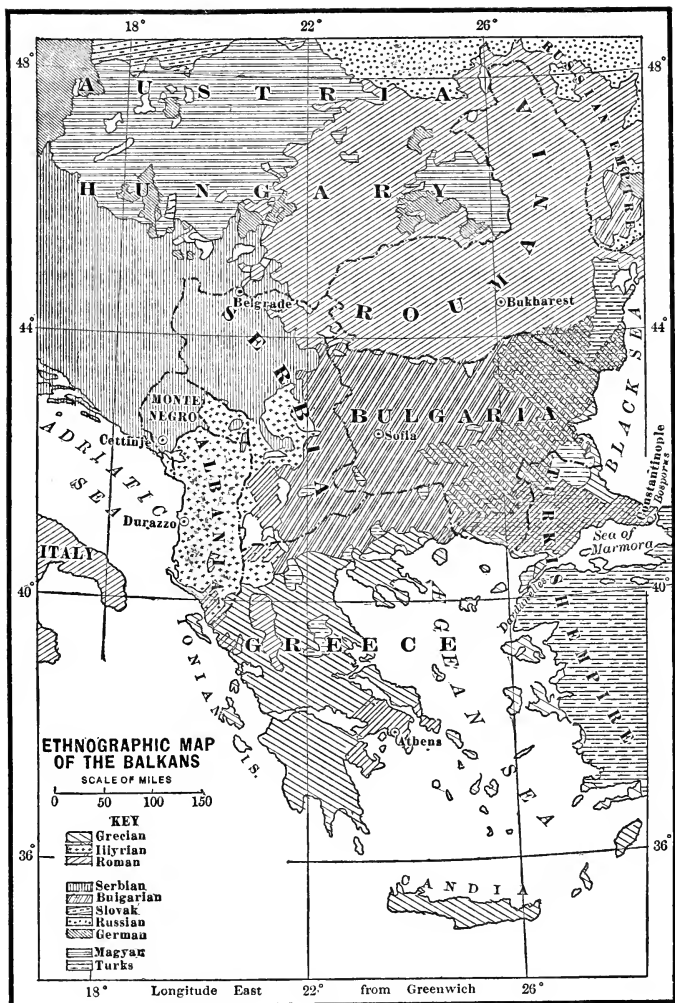 18° 22° 26°
48°
48°
AUSTRIA
RUSSIAN EMPIRE
HUNGARY
ROUMANIA
Belgrade
Bukharest
44°
44°
SERBIA
MONTE
NEGRO
BULGARIA
Sofia
BLACK SEA
Cettinje
ADRIATIC
SEA
ALBANIA
Durazzo
Constantinople
Bosporus
TURKISH EMPIRE
Sea of
Marmora
ITALY
40°
40°
Dardanelles
GREECE
ÆGEAN SEA
IONIAN IS.
Athens
ETHNOGRAPHIC MAP
OF THE BALKANS
SCALE OF MILES
0 50 100 150
KEY
Grecian
Illyrian
Roman
Serbian
Bulgarian
Slovak
Russian
German
Magyar
Turks
36°
36°
CANDIA
18° Longitude East 22° from Greenwich 26°